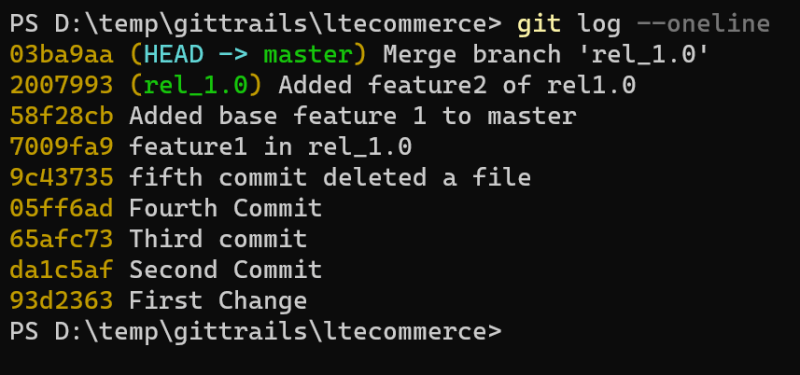 PS D:\temp\gittrails\ltecommerce> git log --oneline
03ba9aa (HEAD -> master) Merge branch 'rel_1.0'
2007993 (rel_1.0) Added feature2 of rel1.0
58f28cb Added base feature 1 to master
7009fa9 feature1 in rel_1.0
9c43735 fifth commit deleted a file
05ff6ad Fourth Commit
65afc73 Third commit
da1c5af Second Commit
93d2363 First Change
PS D:\temp\gittrails\ltecommerce>